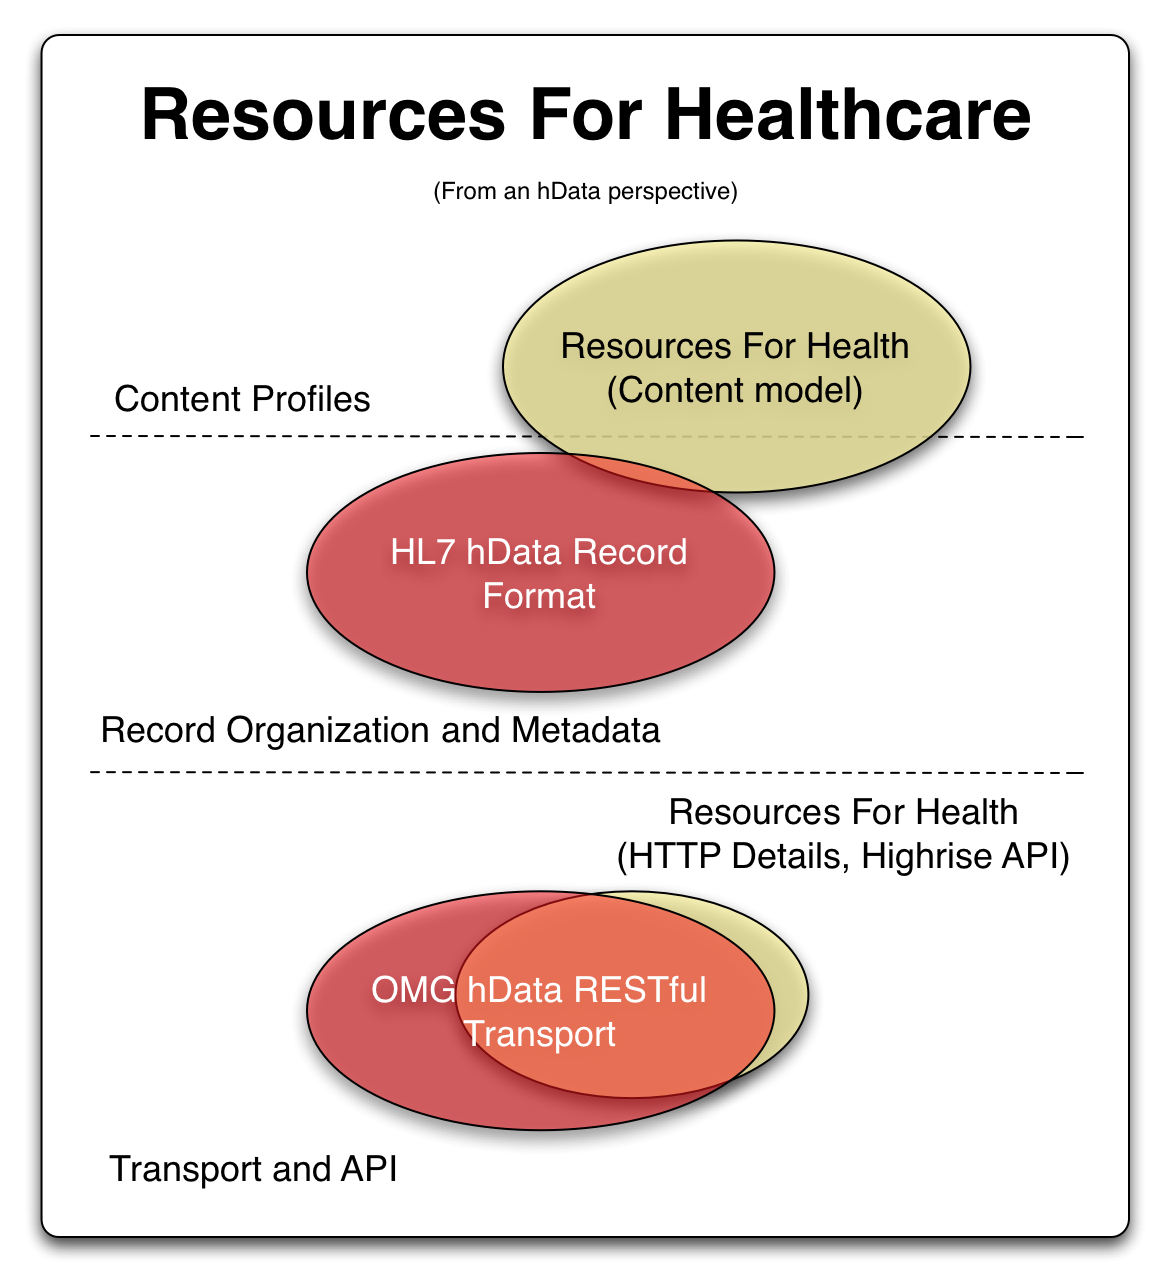 Resources For Healthcare
(From an hData perspective)
Resources For Health
(Content model)
Content Profiles
HL7 hData Record
Format
Record Organization and Metadata
Resources For Health
(HTTP Details, Highrise API)
OMG hData RESTful
Transport
Transport and API